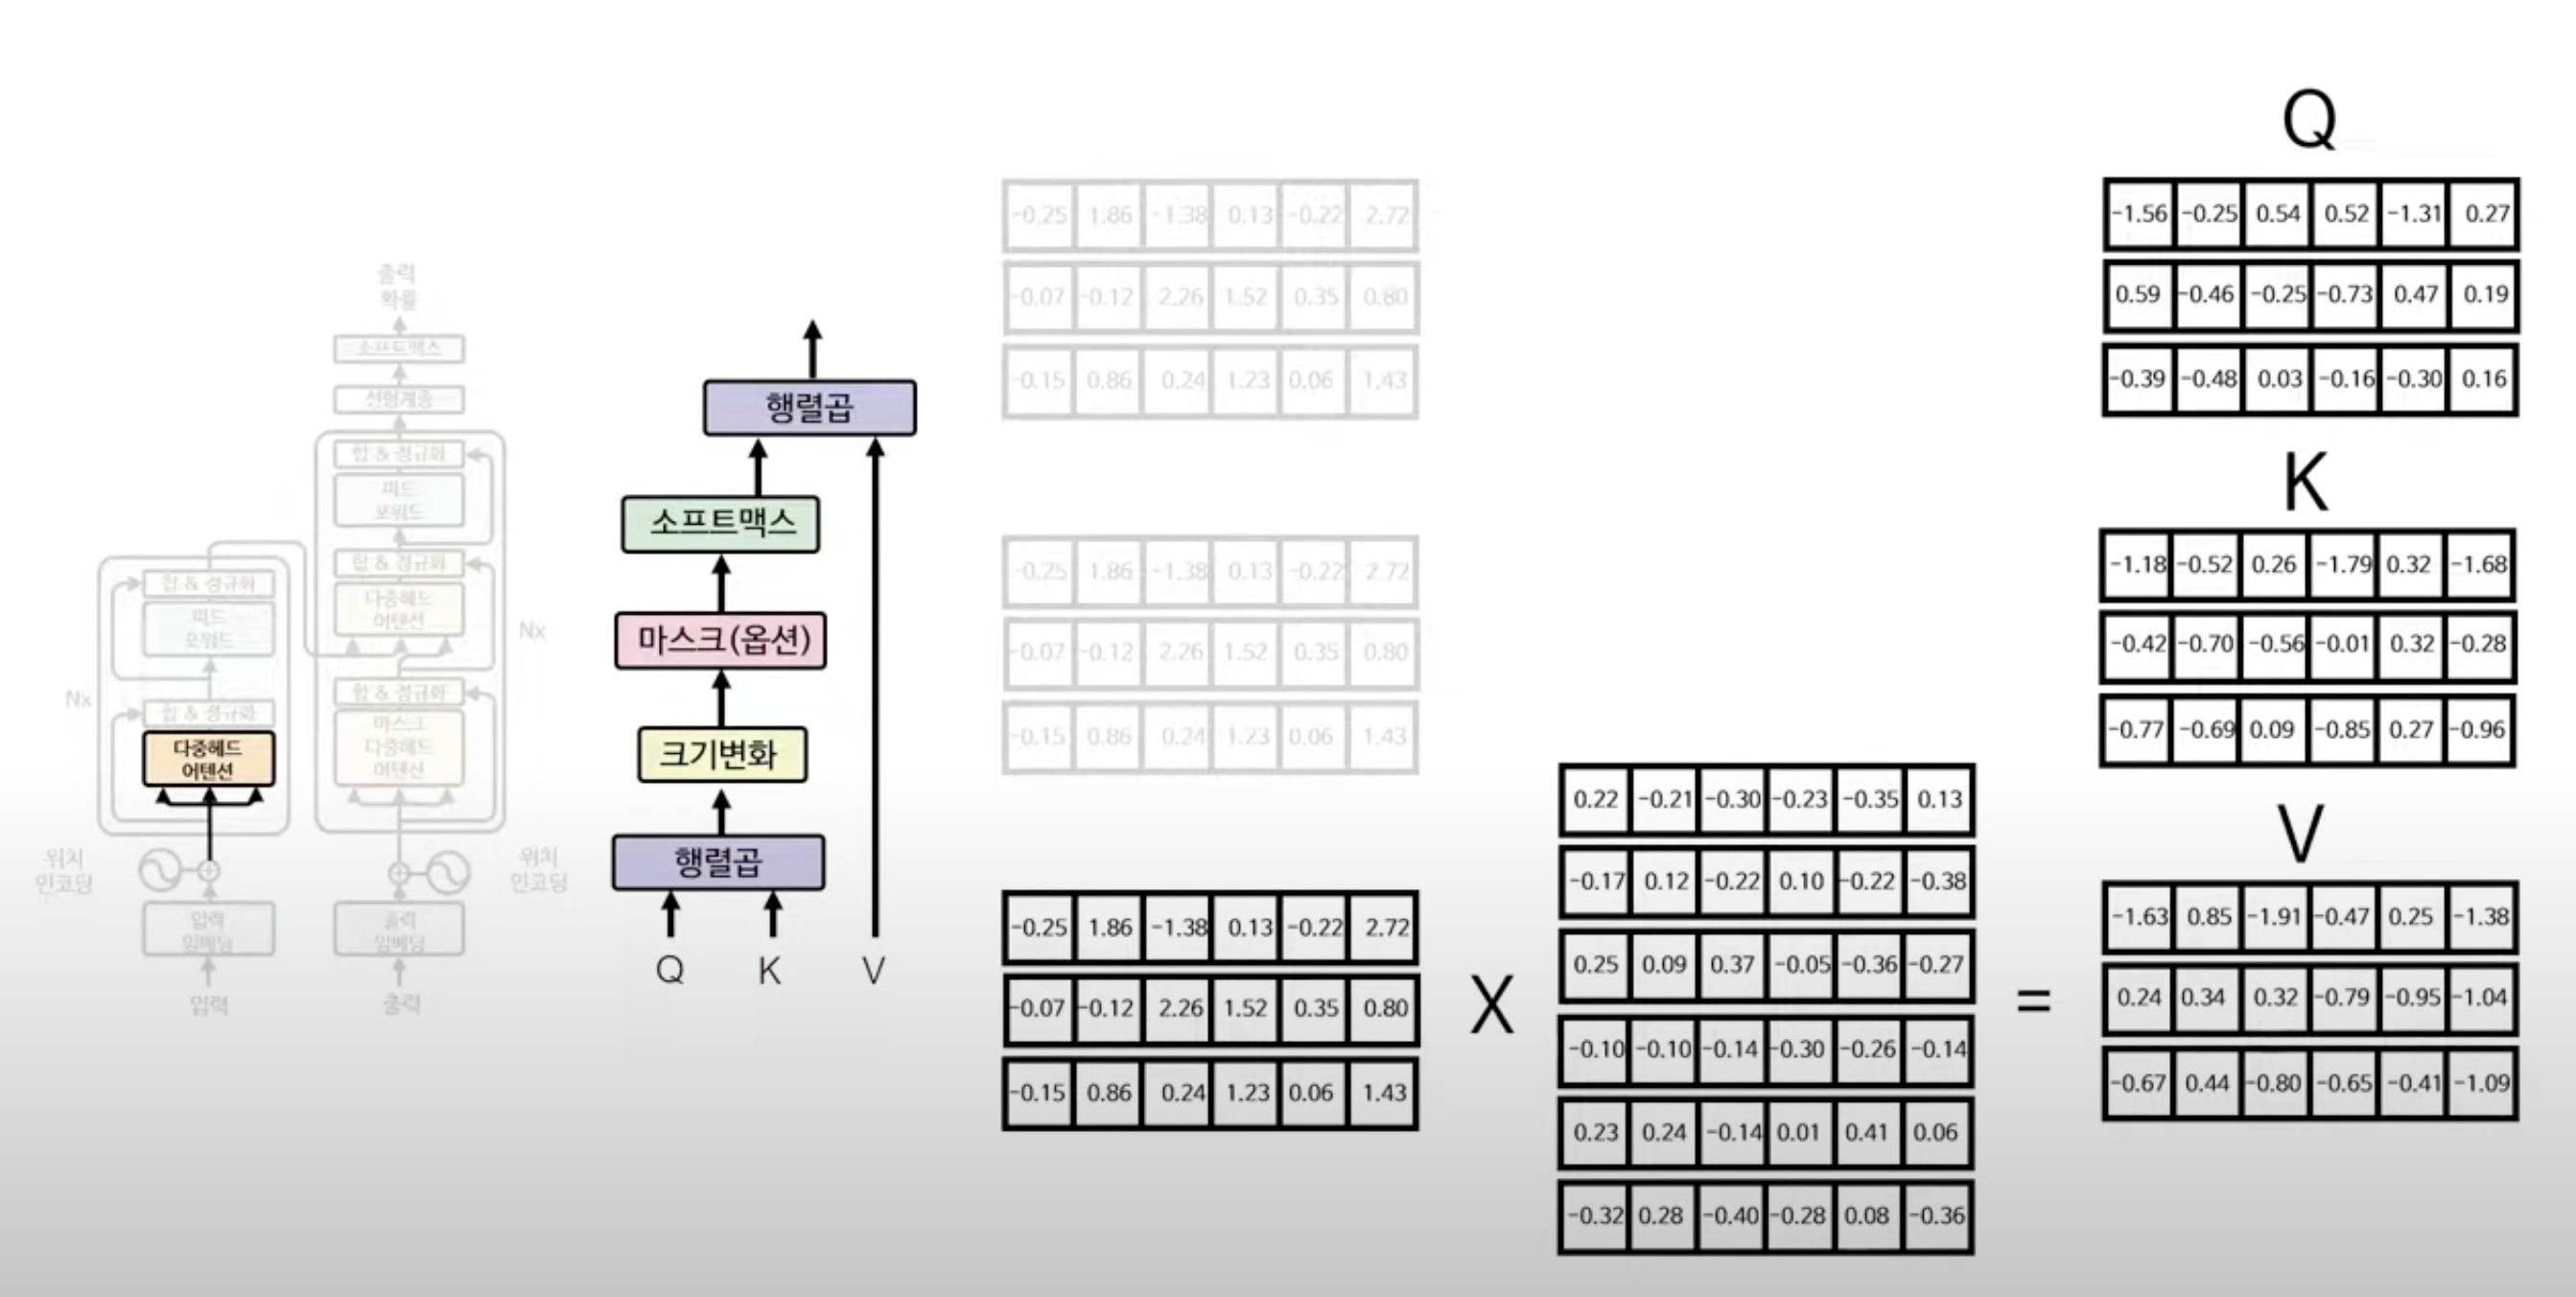 출력
확률
소프트맥스
선형계층
합 & 정규화
피드
포워드
합 & 정규화
다중헤드
어텐션
Nx
합 & 정규화
마스크
다중헤드
어텐션
위치
인코딩
출력
임베딩
출력
합 & 정규화
피드
포워드
Nx
합 & 정규화
다중헤드
어텐션
위치
인코딩
입력
임베딩
입력
행렬곱
소프트맥스
마스크(옵션)
크기변화
행렬곱
Q K V
-0.25 1.86 -1.38 0.13 -0.22 2.72
-0.07 -0.12 2.26 1.52 0.35 0.80
-0.15 0.86 0.24 1.23 0.06 1.43
-0.25 1.86 -1.38 0.13 -0.22 2.72
-0.07 -0.12 2.26 1.52 0.35 0.80
-0.15 0.86 0.24 1.23 0.06 1.43
-0.25 1.86 -1.38 0.13 -0.22 2.72
-0.07 -0.12 2.26 1.52 0.35 0.80
-0.15 0.86 0.24 1.23 0.06 1.43
X
0.22 -0.21 -0.30 -0.23 -0.35 0.13
-0.17 0.12 -0.22 0.10 -0.22 -0.38
0.25 0.09 0.37 -0.05 -0.36 -0.27
-0.10 -0.10 -0.14 -0.30 -0.26 -0.14
0.23 0.24 -0.14 0.01 0.41 0.06
-0.32 0.28 -0.40 -0.28 0.08 -0.36
=
Q
-1.56 -0.25 0.54 0.52 -1.31 0.27
0.59 -0.46 -0.25 -0.73 0.47 0.19
-0.39 -0.48 0.03 -0.16 -0.30 0.16
K
-1.18 -0.52 0.26 -1.79 0.32 -1.68
-0.42 -0.70 -0.56 -0.01 0.32 -0.28
-0.77 -0.69 0.09 -0.85 0.27 -0.96
V
-1.63 0.85 -1.91 -0.47 0.25 -1.38
0.24 0.34 0.32 -0.79 -0.95 -1.04
-0.67 0.44 -0.80 -0.65 -0.41 -1.09